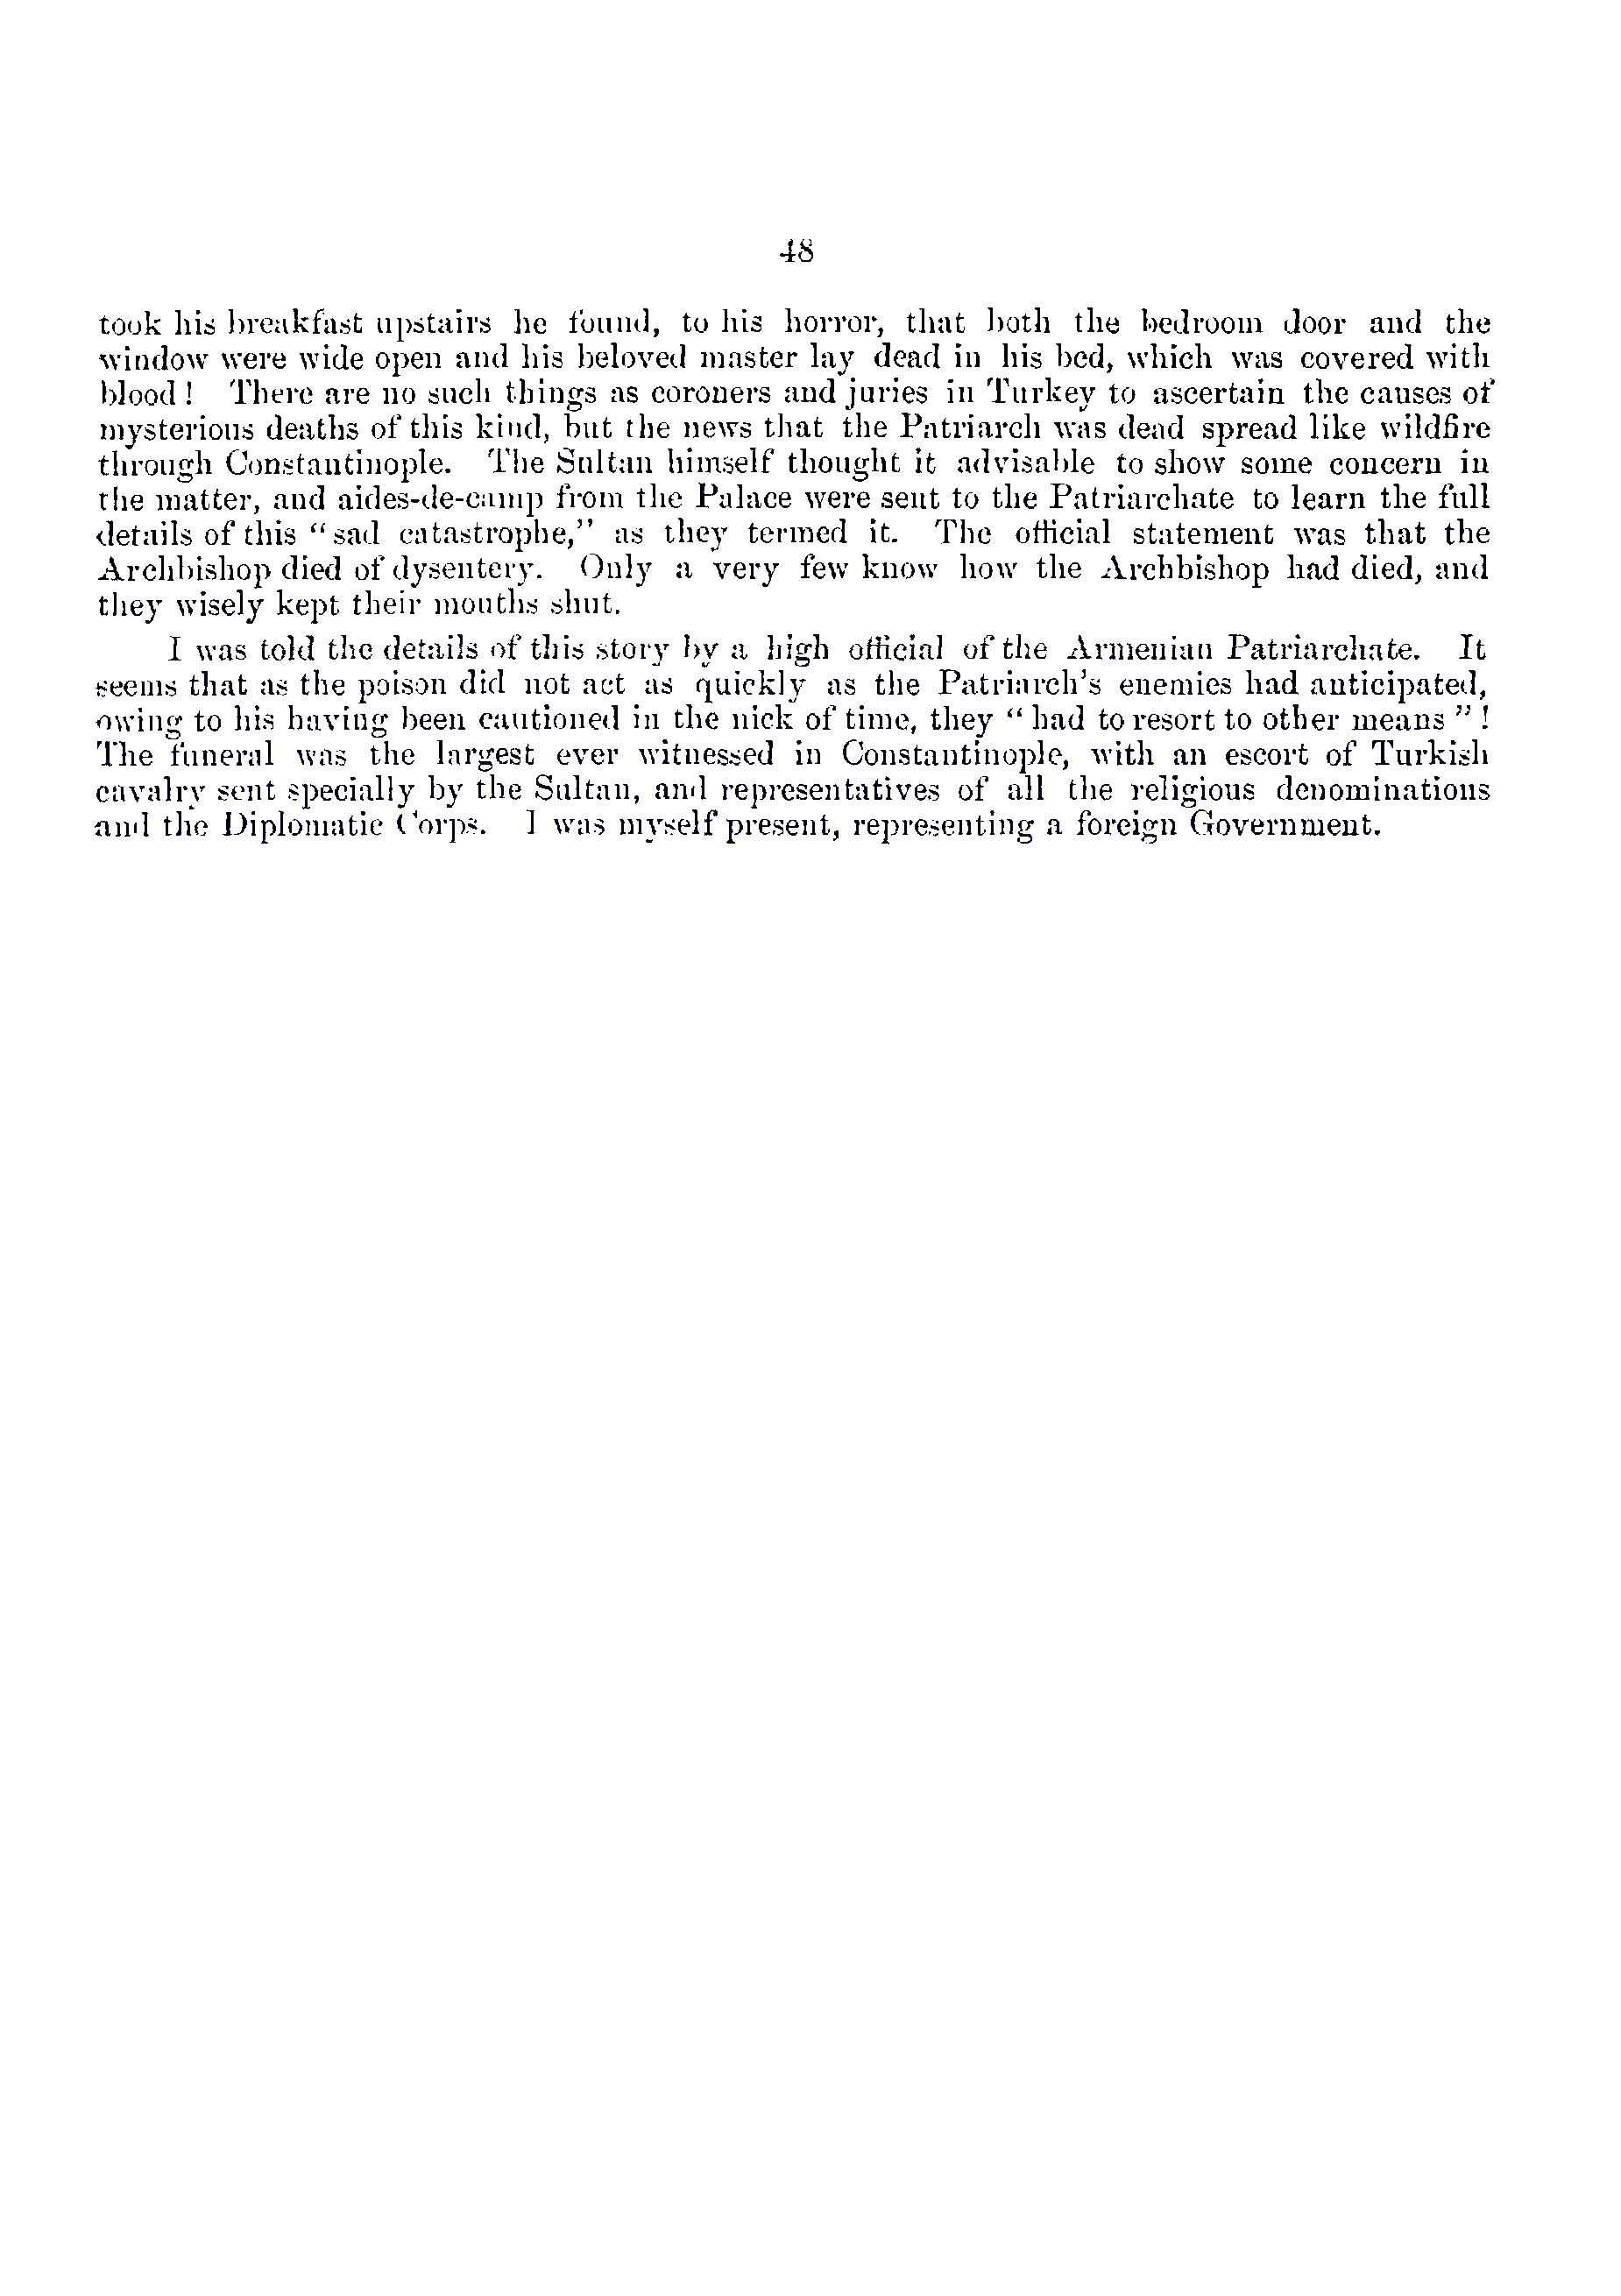 48
took his breakfast upstairs he found, to his horror, that both the bedroom door and the
window were wide open and his beloved master lay dead in his bed, which was covered with
blood! There are no such things as coroners and juries in Turkey to ascertain the causes of
mysterious deaths of this kind, but the news that the Patriarch was dead spread like wildfire
through Constantinople. The Sultan himself thought it advisable to show some concern in
the matter, and aides-de-camp from the Palace were sent to the Patriarchate to learn the full
details of this “sad catastrophe,” as they termed it. The official statement was that the
Archbishop died of dysentery. Only a very few know how the Archbishop had died, and
they wisely kept their mouths shut.
I was told the details of this story by a high official of the Armenian Patriarchate. It
seems that as the poison did not act as quickly as the Patriarch's enemies had anticipated,
owing to his having been cautioned in the nick of time, they “had to resort to other means”!
The funeral was the largest ever witnessed in Constantinople, with an escort of Turkish
cavalry sent specially by the Sultan, and representatives of all the religious denominations
and the Diplomatic Corps. I was myself present, representing a foreign Government.